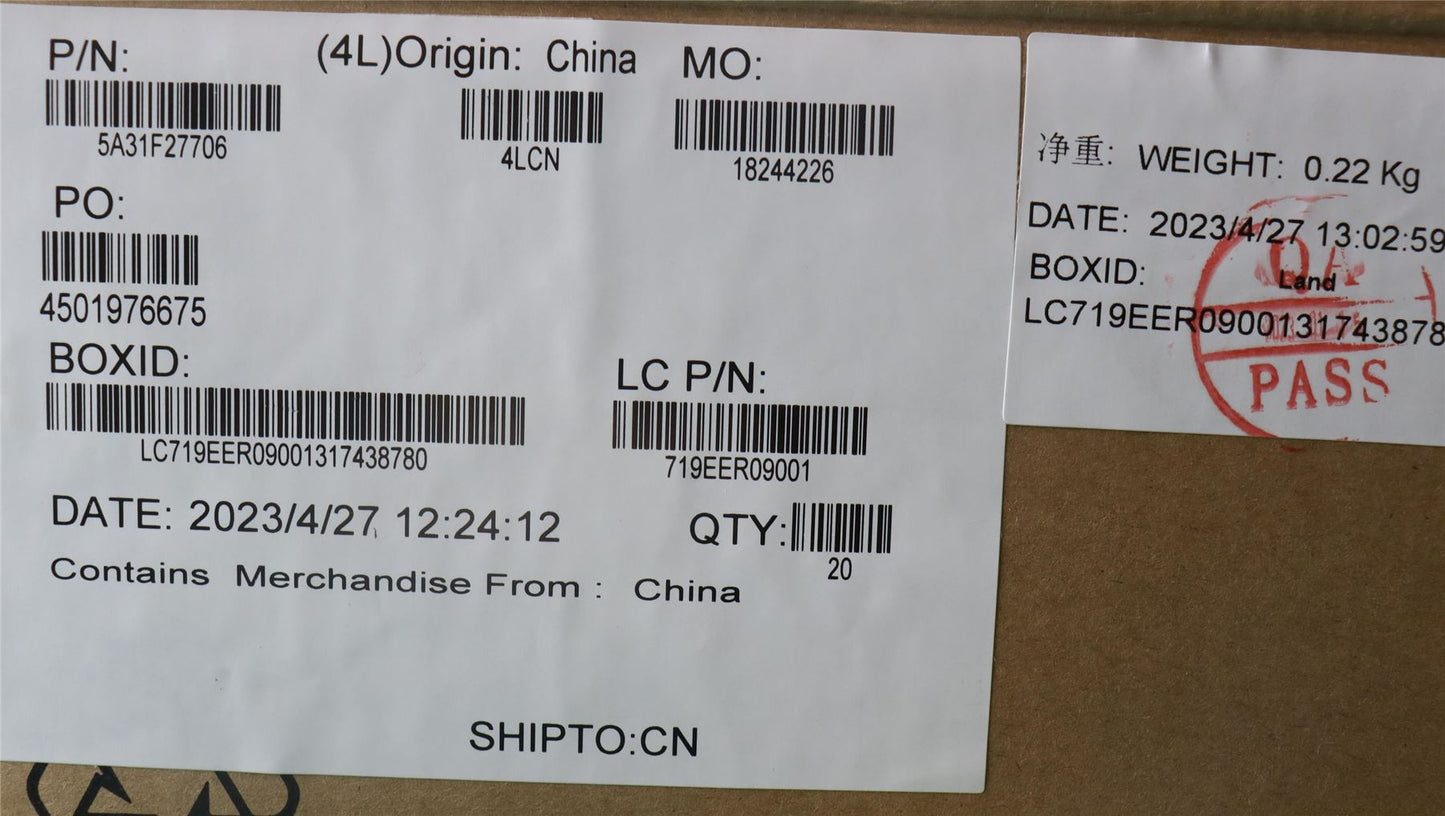 P/N: (4L)Origin: China MO:
5A31F27706 4LCN 18244226
PO:
4501976675
BOXID: LC P/N:
LC719EER09001317438780 719EER09001
DATE: 2023/4/27 12:24:12 QTY:
20
Contains Merchandise From : China
SHIPTO:CN
净重: WEIGHT: 0.22 Kg
DATE: 2023/4/27 13:02:59
BOXID:
Land
LC719EER0900131743878
QA
PASS